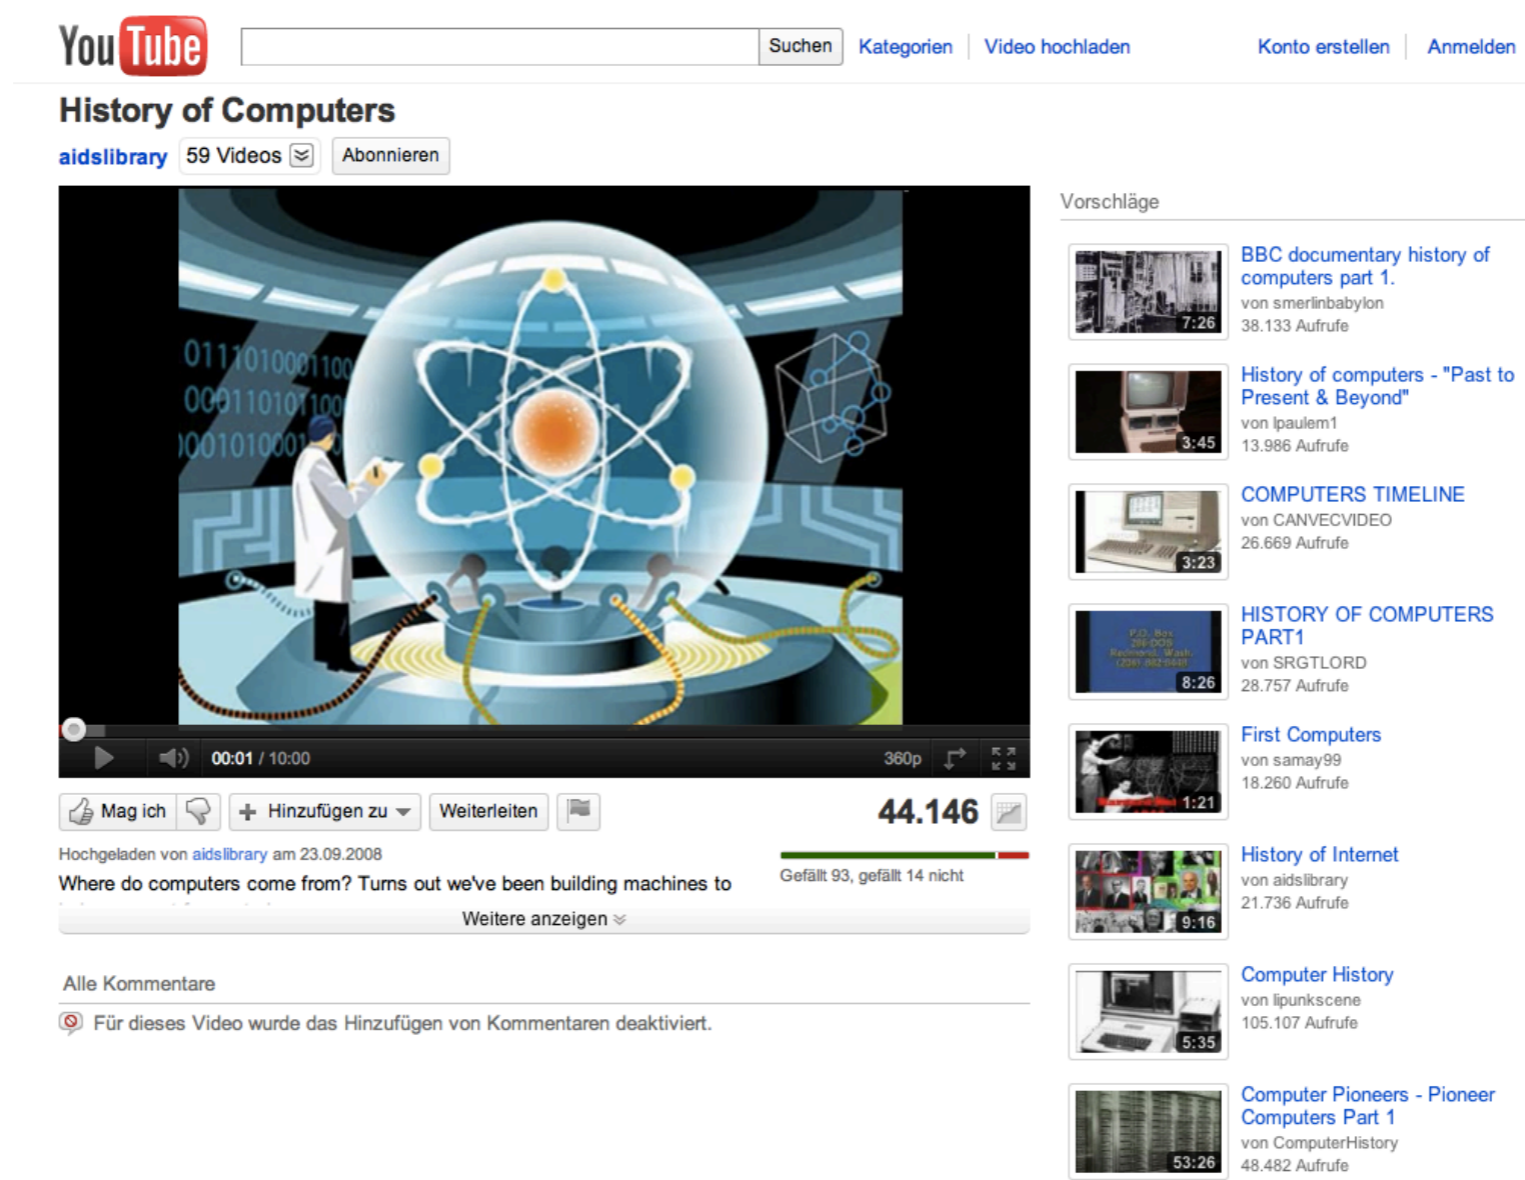 YouTube
Suchen
Kategorien
Video hochladen
Konto erstellen
Anmelden
History of Computers
aidslibrary
59 Videos
Abonnieren
0111010001100
000110101100
000101000
00:01 / 10:00
360p
Mag ich
Hinzufügen zu
Weiterleiten
44.146
Hochgeladen von aidslibrary am 23.09.2008
Where do computers come from? Turns out we've been building machines to
Gefällt 93, gefällt 14 nicht
Weitere anzeigen
Alle Kommentare
Für dieses Video wurde das Hinzufügen von Kommentaren deaktiviert.
Vorschläge
7:26
BBC documentary history of
computers part 1.
von smerlinbabylon
38.133 Aufrufe
3:45
History of computers - "Past to
Present & Beyond"
von lpaulem1
13.986 Aufrufe
3:23
COMPUTERS TIMELINE
von CANVECVIDEO
26.669 Aufrufe
P.O. Box
286-DOS
Redmond, Wash.
8:26
HISTORY OF COMPUTERS
PART1
von SRGTLORD
28.757 Aufrufe
1:21
First Computers
von samay99
18.260 Aufrufe
9:16
History of Internet
von aidslibrary
21.736 Aufrufe
5:35
Computer History
von lipunkscene
105.107 Aufrufe
53:26
Computer Pioneers - Pioneer
Computers Part 1
von ComputerHistory
48.482 Aufrufe